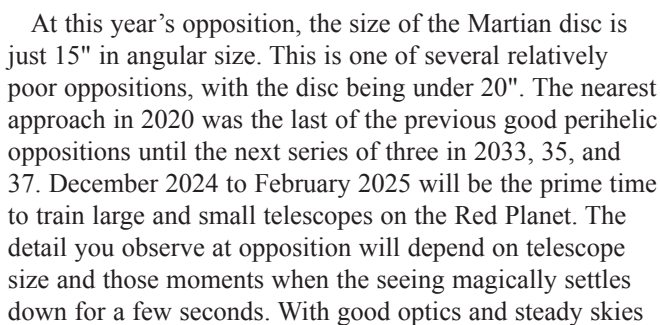 At this year’s opposition, the size of the Martian disc is
just 15" in angular size. This is one of several relatively
poor oppositions, with the disc being under 20". The nearest
approach in 2020 was the last of the previous good perihelic
oppositions until the next series of three in 2033, 35, and
37. December 2024 to February 2025 will be the prime time
to train large and small telescopes on the Red Planet. The
detail you observe at opposition will depend on telescope
size and those moments when the seeing magically settles
down for a few seconds. With good optics and steady skies